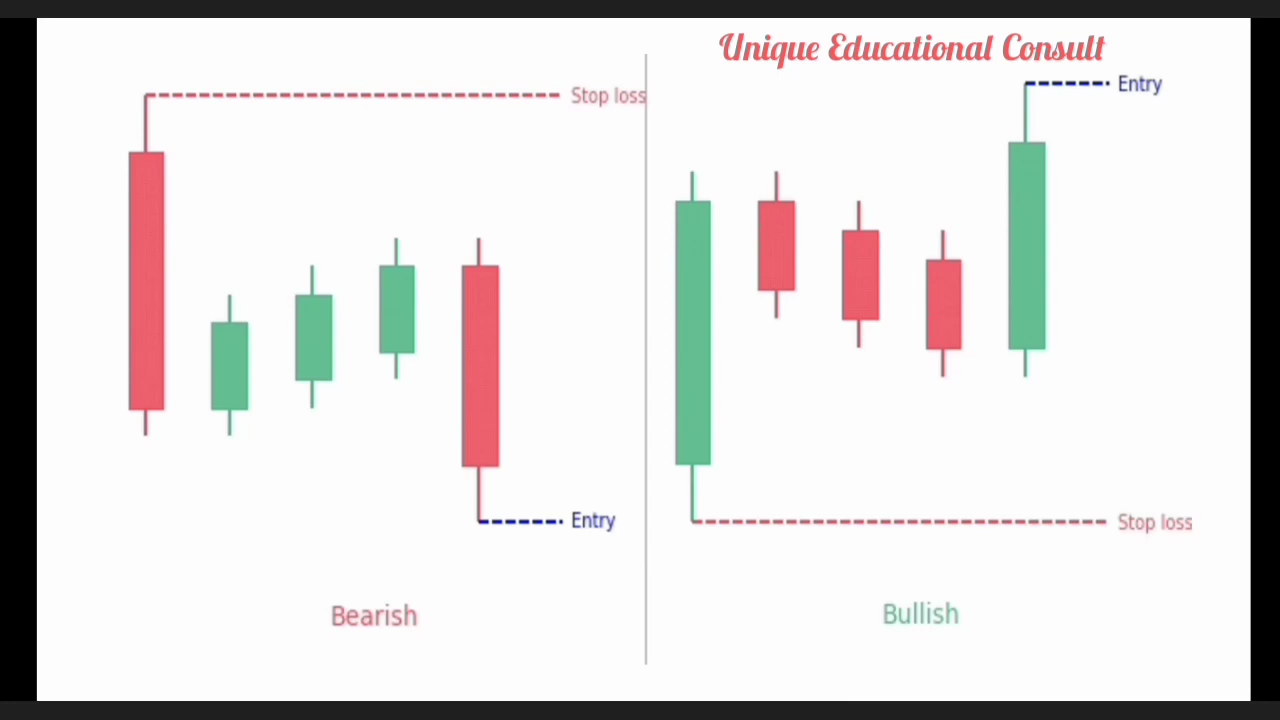 Unique Educational Consult
Stop loss
Entry
Entry
Stop loss
Bearish
Bullish